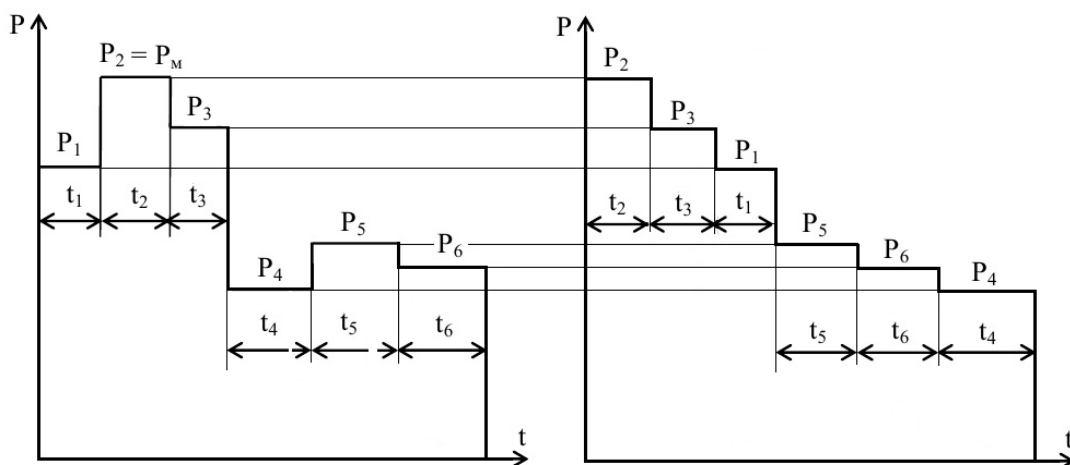 P
P₂ = Pм
P₃
P₁
t₁
t₂
t₃
P₅
P₆
P₄
t₄
t₅
t₆
t
P
P₂
P₃
P₁
t₂
t₃
t₁
P₅
P₆
P₄
t₅
t₆
t₄
t